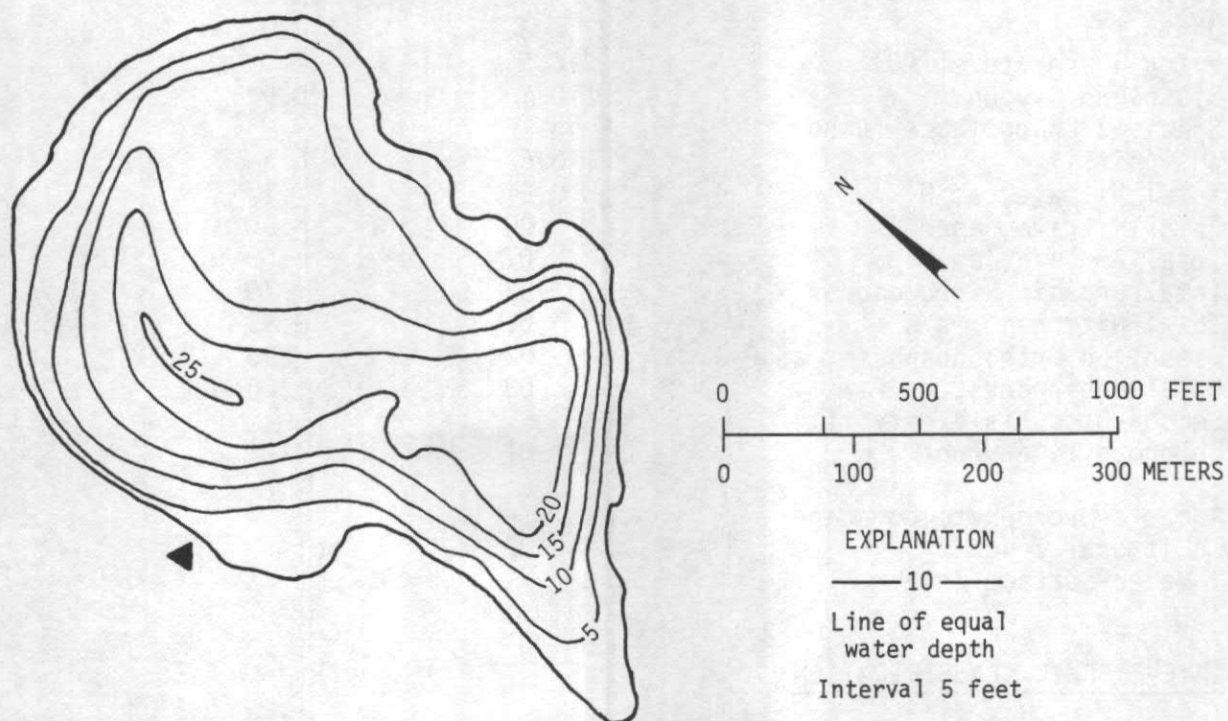 N
0 500 1000 FEET
0 100 200 300 METERS
25
20
15
10
5
EXPLANATION
10
Line of equal
water depth
Interval 5 feet